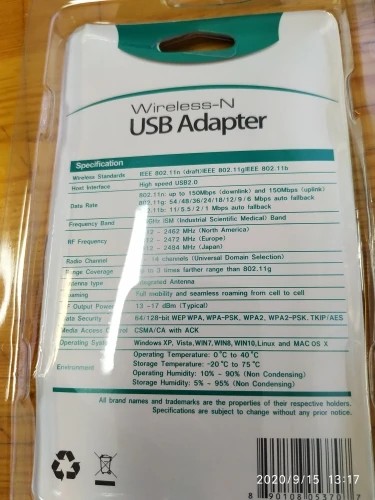 Wireless-N
USB Adapter
Specification
Wireless Standards IEEE 802.11n (draft)IEEE 802.11gIEEE 802.11b
Host Interface High speed USB2.0
Data Rate 802.11n: up to 150Mbps (downlink) and 150Mbps (uplink)
802.11g: 54/48/36/24/18/12/9/6 Mbps auto fallback
11b: 11/5.5/2/1 Mbps auto fallback
Frequency Band ISM (Industrial Scientific Medical) Band
RF Frequency - 2462 MHz (North America)
- 2472 MHz (Europe)
- 2484 MHz (Japan)
Radio Channel - 14 channels (Universal Domain Selection)
Range Coverage up to 3 times farther range than 802.11g
type Integrated Antenna
Roaming Full mobility and seamless roaming from cell to cell
Output Power 13 ~17 dBm (Typical)
Data Security 64/128-bit WEP WPA, WPA-PSK, WPA2, WPA2-PSK. TKIP/AES
Media Access Control CSMA/CA with ACK
Operating System Windows XP, Vista, WIN7, WIN8, WIN10, Linux and MAC OS X
Environment Operating Temperature: 0°C to 40°C
Storage Temperature: -20°C to 75°C
Operating Humidity: 10% ~ 90% (Non Condensing)
Storage Humidity: 5% ~ 95% (Non Condensing)
All brand names and trademarks are the properties of their respective holders.
Specifications are subject to change without any prior notice.
2020/9/15 13:17